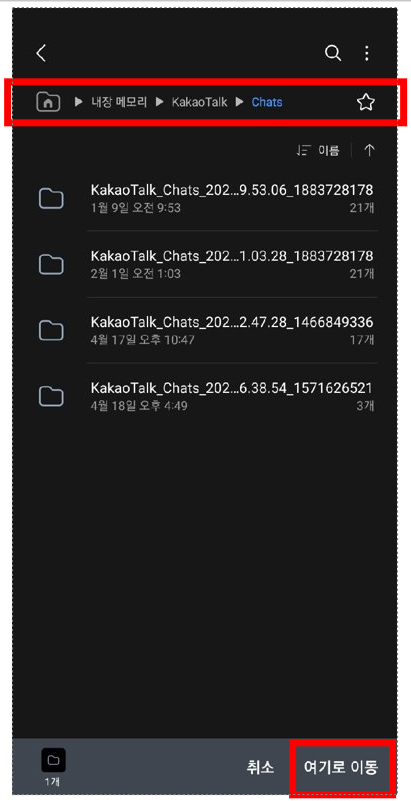 내장 메모리 ▶ KakaoTalk ▶ Chats
이름
KakaoTalk_Chats_202...9.53.06_1883728178
1월 9일 오전 9:53 21개
KakaoTalk_Chats_202...1.03.28_1883728178
2월 1일 오전 1:03 21개
KakaoTalk_Chats_202...2.47.28_1466849336
4월 17일 오후 10:47 17개
KakaoTalk_Chats_202...6.38.54_1571626521
4월 18일 오후 4:49 3개
1개 취소 여기로 이동